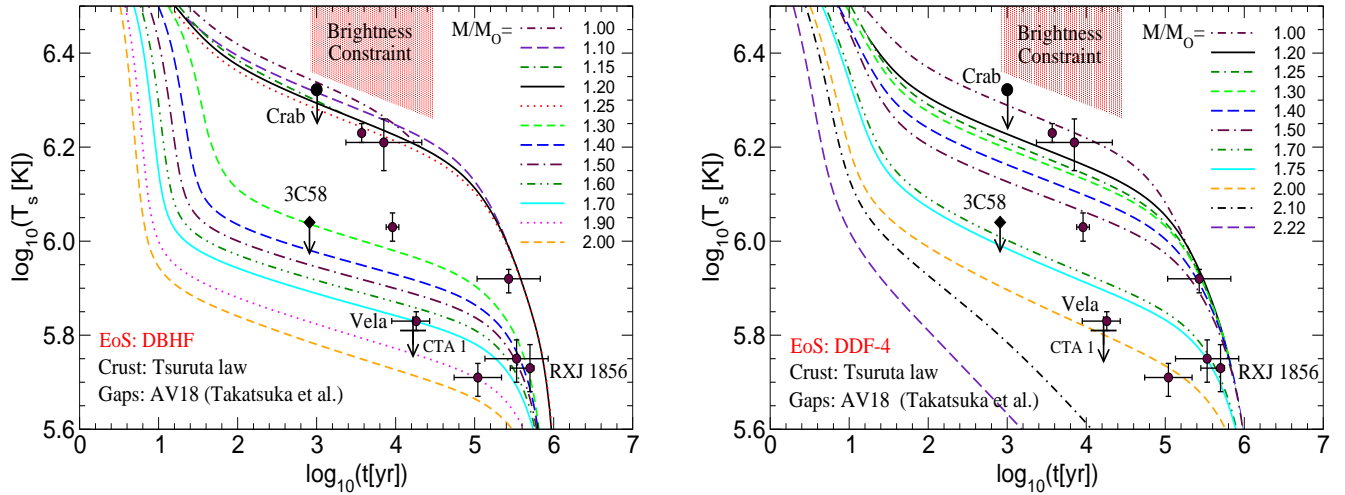 6.4
6.2
6.0
5.8
5.6
log10(Ts [K])
0 1 2 3 4 5 6 7
log10(t[yr])
Brightness
Constraint
M/MO=
1.00
1.10
1.15
1.20
1.25
1.30
1.40
1.50
1.60
1.70
1.90
2.00
Crab
3C58
Vela
CTA 1
RXJ 1856
EoS: DBHF
Crust: Tsuruta law
Gaps: AV18 (Takatsuka et al.)
6.4
6.2
6.0
5.8
5.6
log10(Ts [K])
0 1 2 3 4 5 6 7
log10(t[yr])
Brightness
Constraint
M/MO=
1.00
1.20
1.25
1.30
1.40
1.50
1.70
1.75
2.00
2.10
2.22
Crab
3C58
Vela
CTA 1
RXJ 1856
EoS: DDF-4
Crust: Tsuruta law
Gaps: AV18 (Takatsuka et al.)